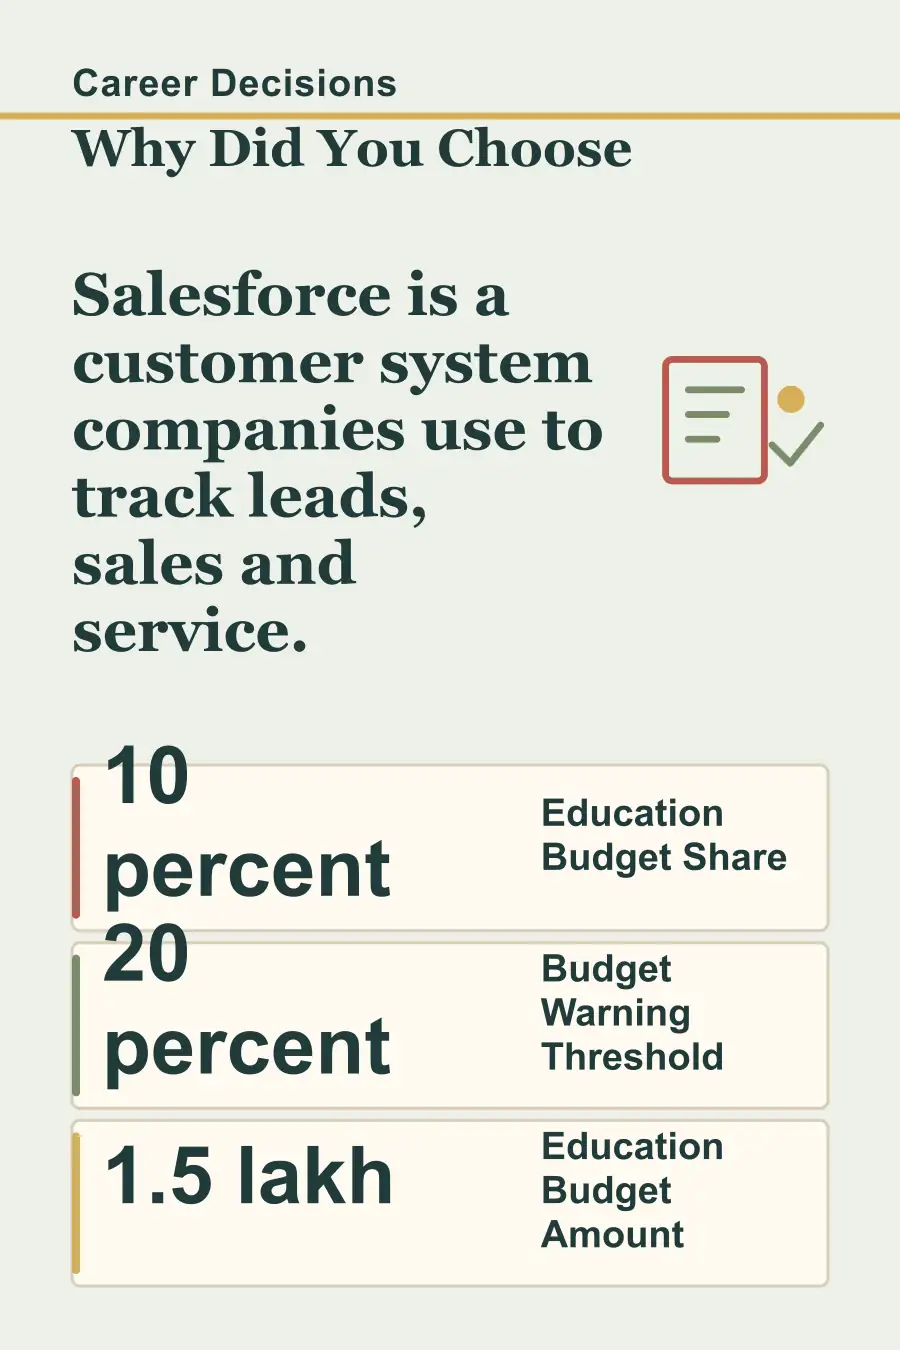 Career Decisions
Why Did You Choose
Salesforce is a
customer system
companies use to
track leads,
sales and
service.
10
percent
Education
Budget Share
20
percent
Budget
Warning
Threshold
1.5 lakh
Education
Budget
Amount